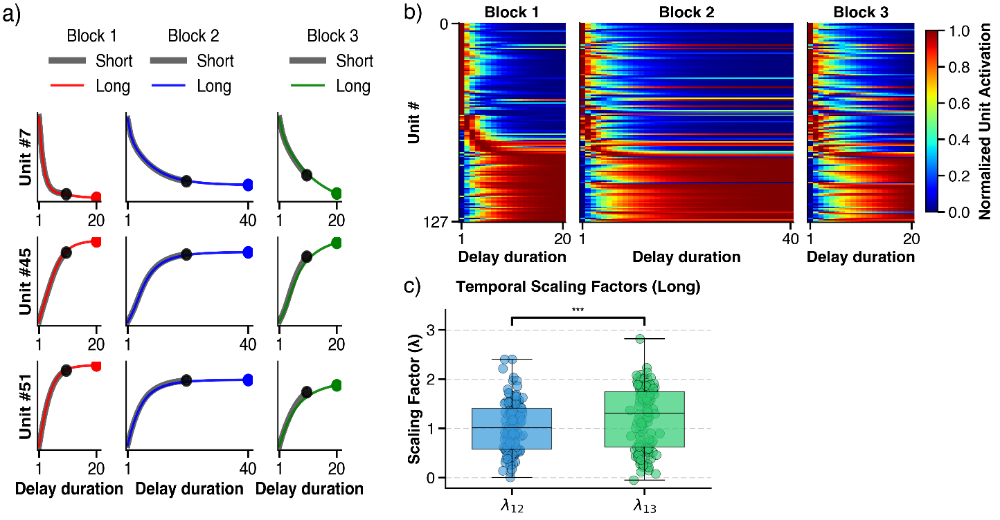 a)
Block 1 Block 2 Block 3
Short Short Short
Long Long Long
Unit #7
1 20 1 40 1 20
Unit #45
1 20 1 40 1 20
Unit #51
1 20 1 40 1 20
Delay duration Delay duration Delay duration
b)
Block 1 Block 2 Block 3
0
Unit #
127
1 20 1 40 1 20
Delay duration Delay duration Delay duration
1.0
0.8
0.6
0.4
0.2
0.0
Normalized Unit Activation
c)
Temporal Scaling Factors (Long)
***
3
2
1
0
Scaling Factor (λ)
λ12 λ13